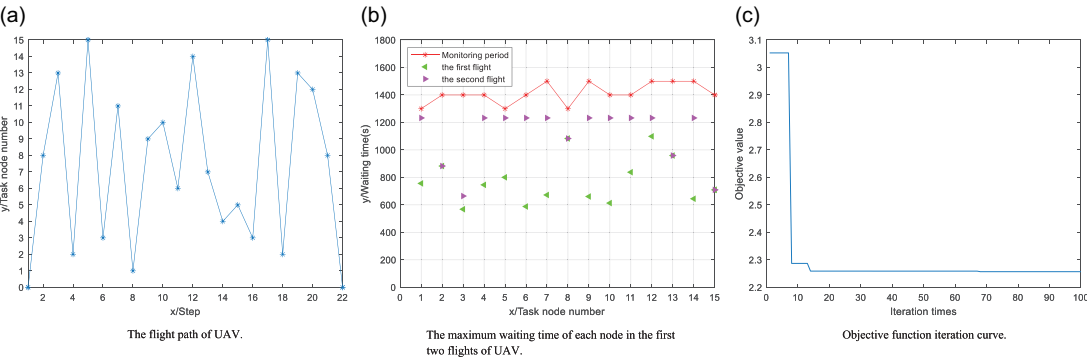 (a)
15
14
13
12
11
10
9
8
7
6
5
4
3
2
1
0
y/Task node number
2 4 6 8 10 12 14 16 18 20 22
x/Step
The flight path of UAV.
(b)
1800
1600
1400
1200
1000
800
600
400
200
0
y/Waiting time(s)
Monitoring period
the first flight
the second flight
0 1 2 3 4 5 6 7 8 9 10 11 12 13 14 15
x/Task node number
The maximum waiting time of each node in the first
two flights of UAV.
(c)
3.1
3
2.9
2.8
2.7
2.6
2.5
2.4
2.3
2.2
Objective value
0 10 20 30 40 50 60 70 80 90 100
Iteration times
Objective function iteration curve.